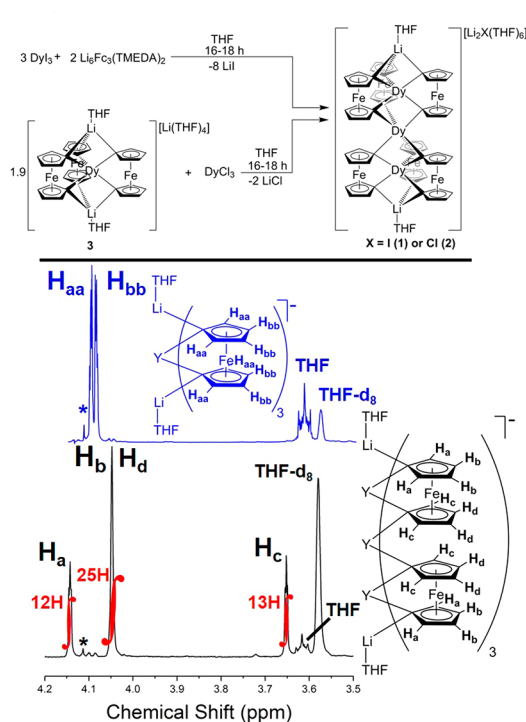 THF
16-18 h
3 DyI₃ + 2 Li₆Fc₃(TMEDA)₂
-8 LiI
THF
Li
[Li₂X(THF)₆]
Fe
Fe
Dy
Fe
Dy
Fe
Dy
Fe
Fe
Li
THF
X = I (1) or Cl (2)
THF
Li
[Li(THF)₄]
1.9
Fe
Dy
Fe
Fe
Li
THF
3
+ DyCl₃
THF
16-18 h
-2 LiCl
Haa Hbb
*
THF
Li
Haa
Hbb
Y
Haa
Hbb
Fe
Haa
Hbb
Haa
Hbb
Li
THF
3
-
THF
THF-d₈
Hb Hd
Ha
12H
25H
*
THF-d₈
Hc
13H
THF
THF
Li
Ha
Hb
Y
Ha
Hb
Fe
Hc
Hd
Hc
Hd
Y
Hc
Hd
Hc
Hd
Fe
Y
Ha
Hb
Ha
Hb
Li
THF
3
-
4.2 4.1 4.0 3.9 3.8 3.7 3.6 3.5
Chemical Shift (ppm)